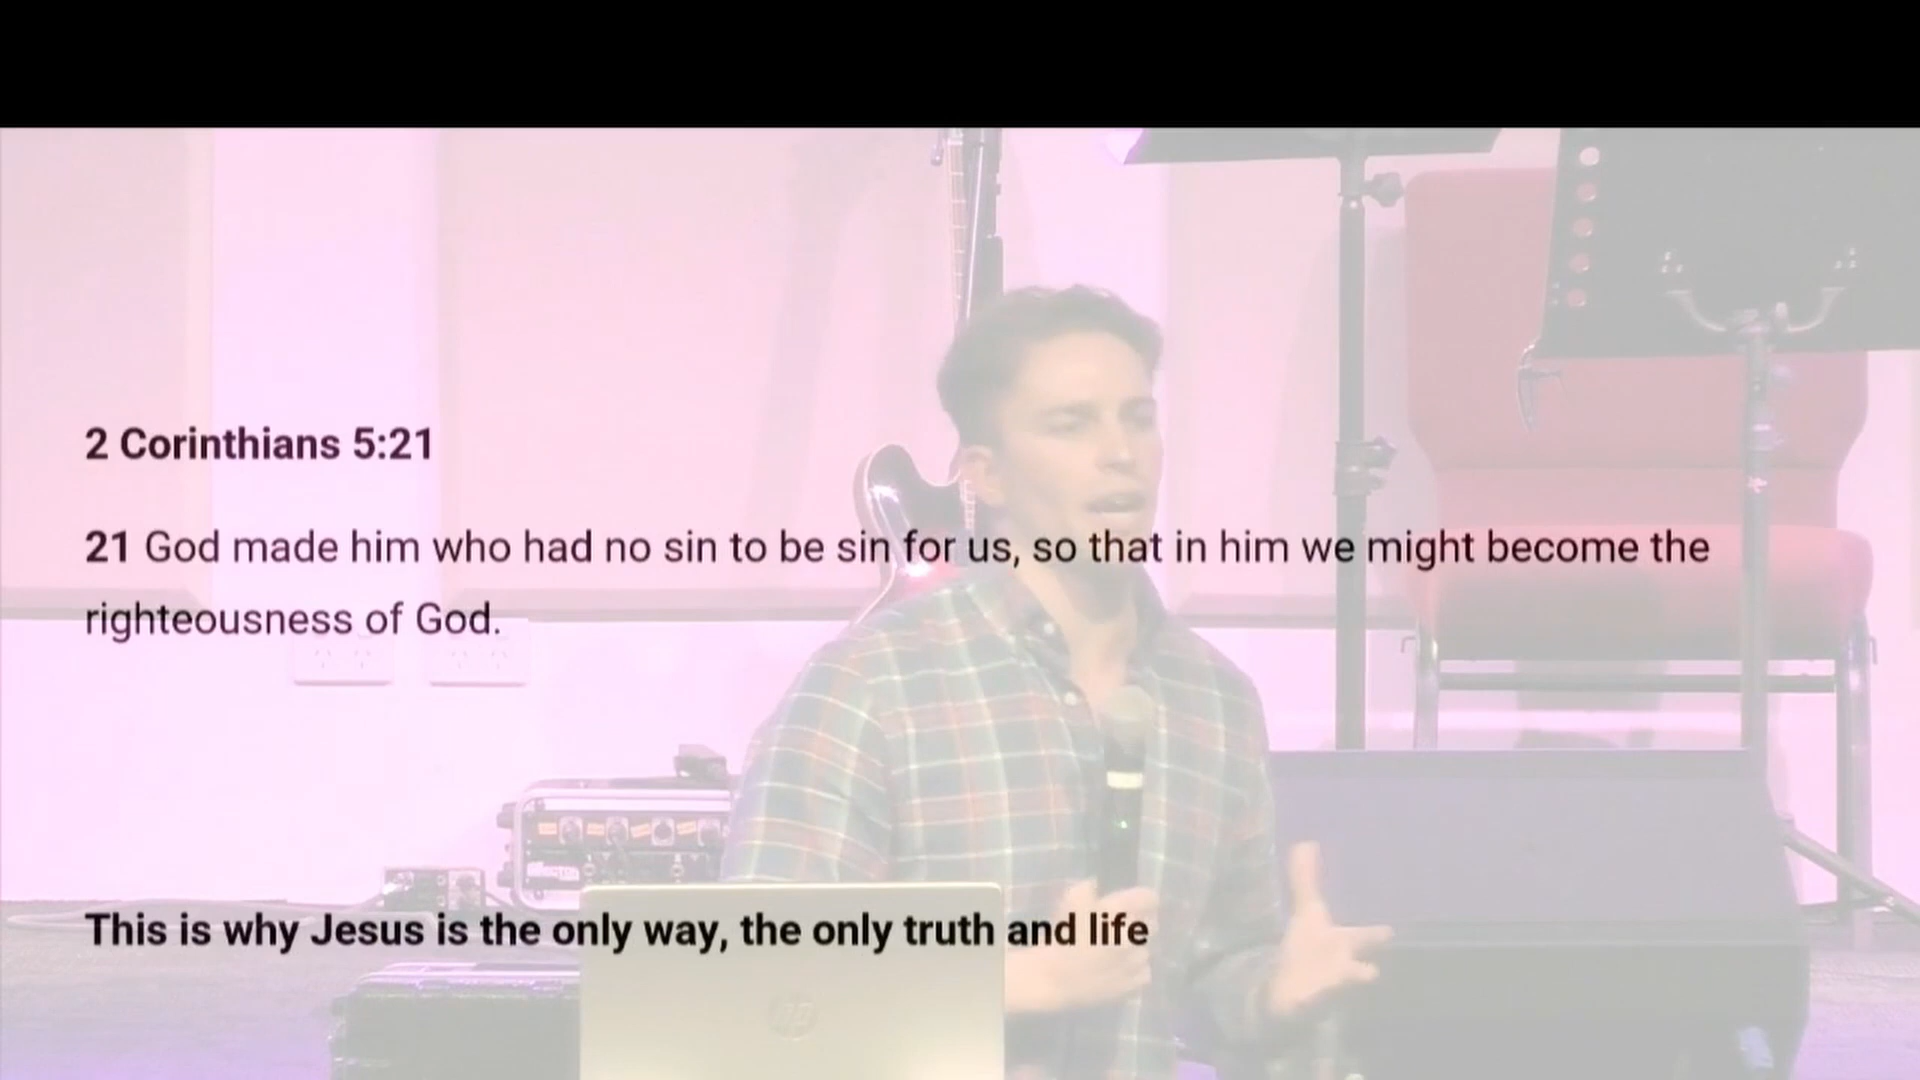 2 Corinthians 5:21
21 God made him who had no sin to be sin for us, so that in him we might become the
righteousness of God.
This is why Jesus is the only way, the only truth and life
hp